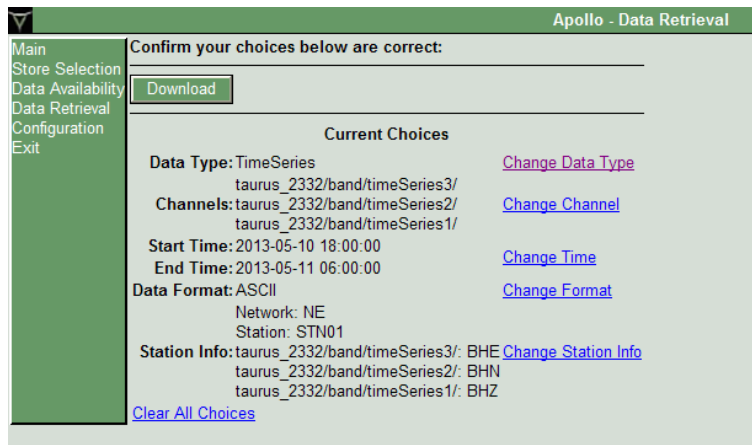 Apollo - Data Retrieval
Main
Store Selection
Data Availability
Data Retrieval
Configuration
Exit
Confirm your choices below are correct:
Download
Current Choices
Data Type: TimeSeries Change Data Type
taurus_2332/band/timeSeries3/
Channels: taurus_2332/band/timeSeries2/ Change Channel
taurus_2332/band/timeSeries1/
Start Time: 2013-05-10 18:00:00
Change Time
End Time: 2013-05-11 06:00:00
Data Format: ASCII Change Format
Network: NE
Station: STN01
Station Info: taurus_2332/band/timeSeries3/: BHE Change Station Info
taurus_2332/band/timeSeries2/: BHN
taurus_2332/band/timeSeries1/: BHZ
Clear All Choices